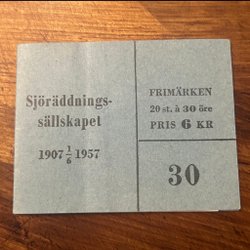 Sjöräddnings-
sällskapet
1907 1/6 1957
FRIMÄRKEN
20 st. à 30 öre
PRIS 6 KR
30